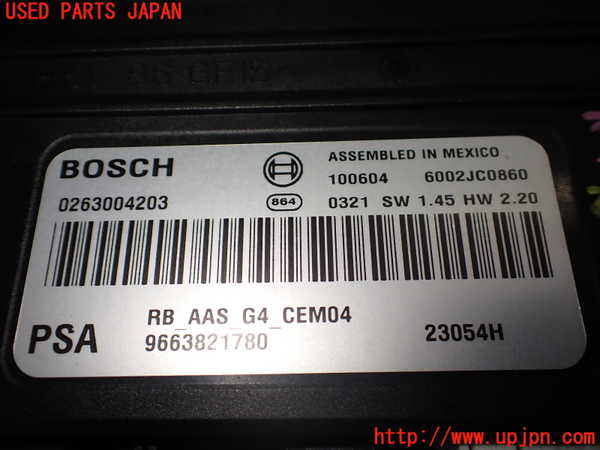 USED PARTS JAPAN
BOSCH
ASSEMBLED IN MEXICO
100604 6002JC0860
0263004203 864 0321 SW 1.45 HW 2.20
RB_AAS_G4_CEM04
PSA 9663821780 23054H
http://www.upjpn.com/